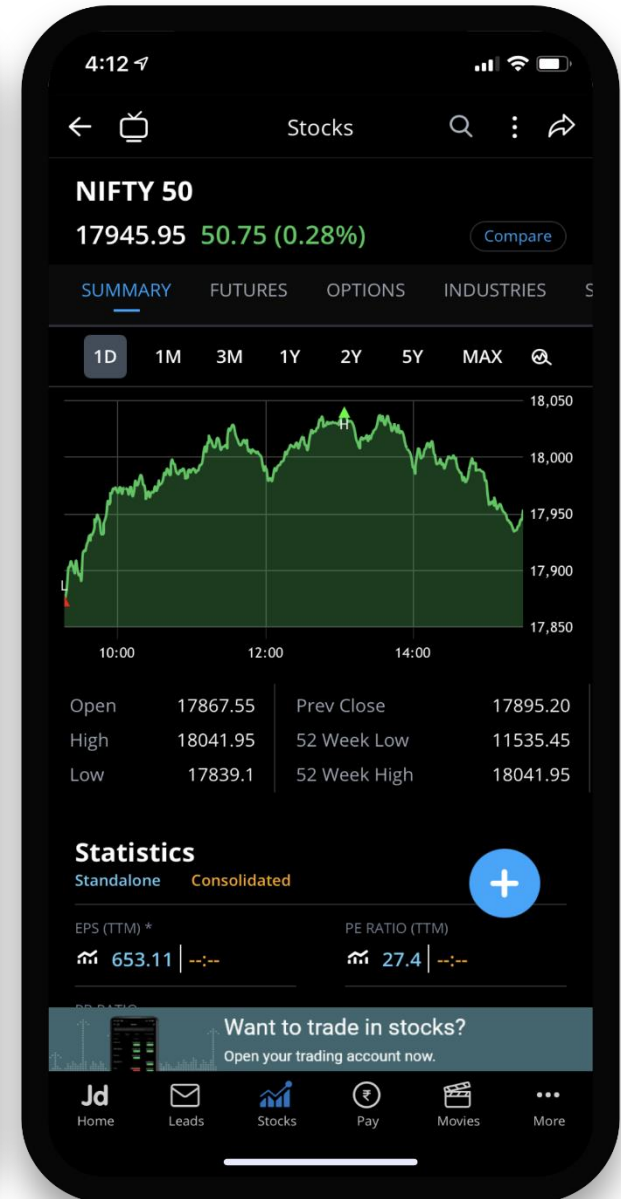 4:12
Stocks
NIFTY 50
17945.95 50.75 (0.28%)
Compare
SUMMARY FUTURES OPTIONS INDUSTRIES S
1D 1M 3M 1Y 2Y 5Y MAX
18,050
H
18,000
17,950
17,900
L
17,850
10:00 12:00 14:00
Open 17867.55 Prev Close 17895.20
High 18041.95 52 Week Low 11535.45
Low 17839.1 52 Week High 18041.95
Statistics
Standalone Consolidated
+
EPS (TTM) * PE RATIO (TTM)
653.11 --:-- 27.4 --:--
Want to trade in stocks?
Open your trading account now.
Jd
₹
Home Leads Stocks Pay Movies More